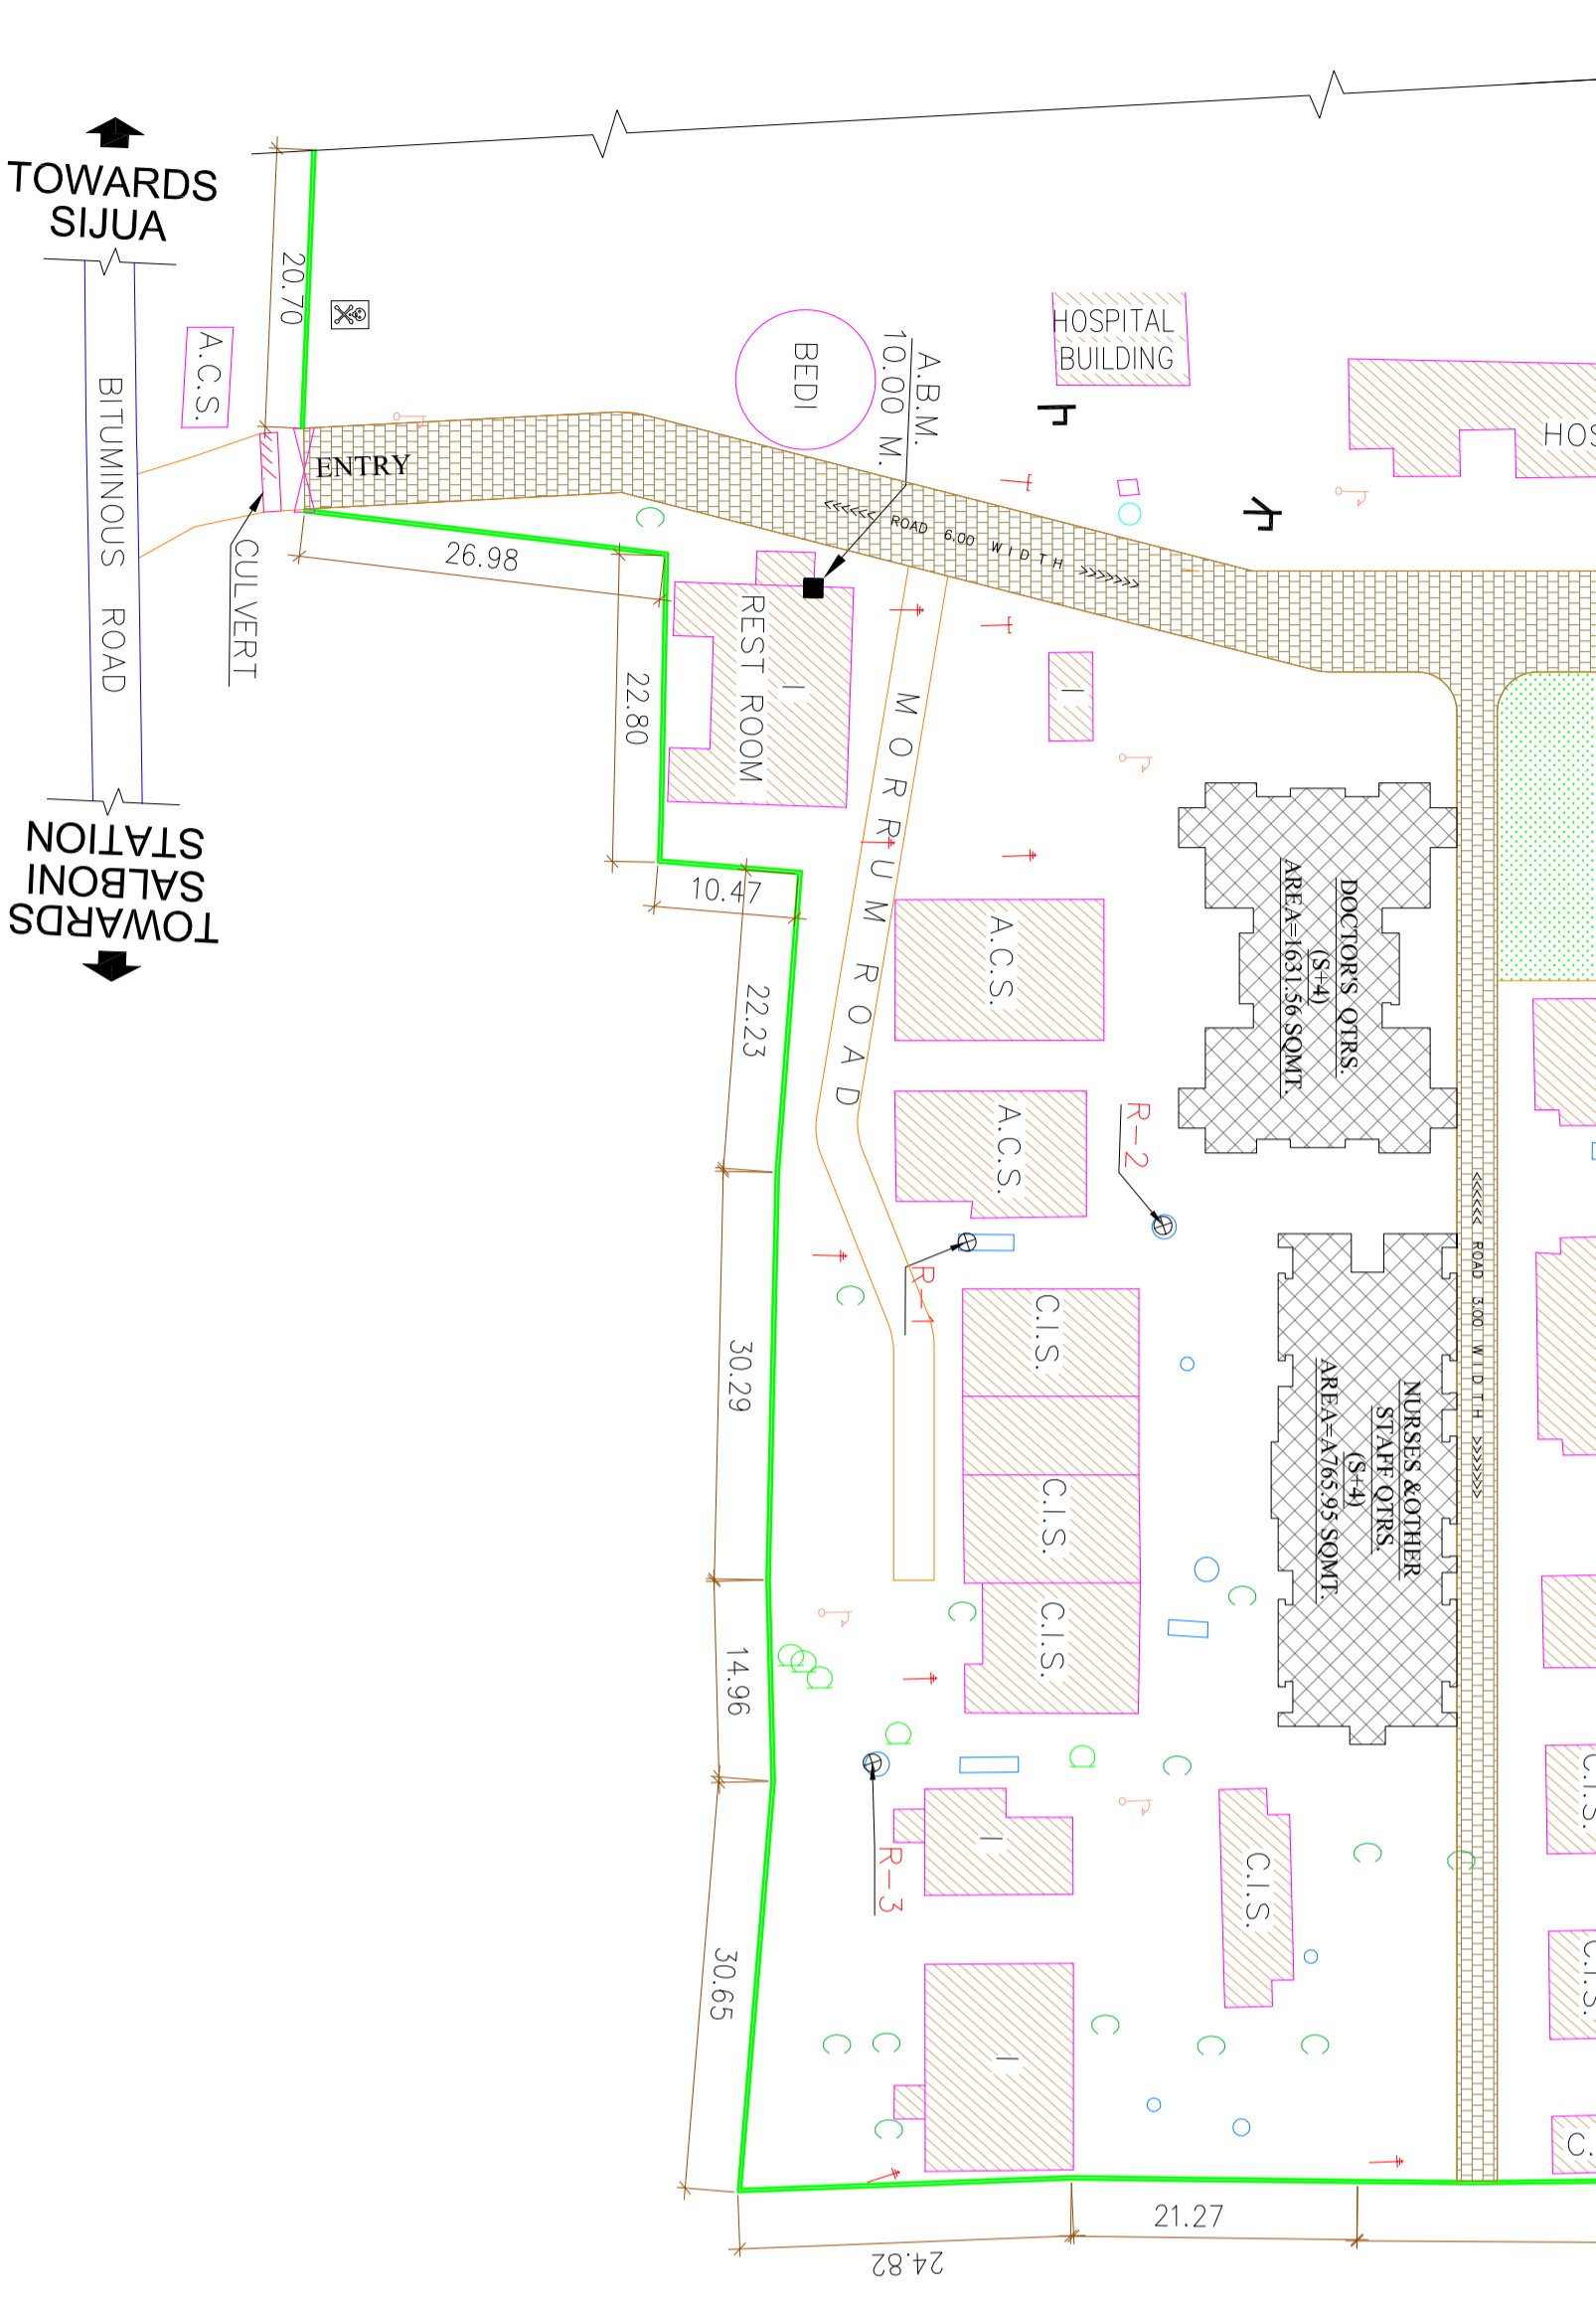 TOWARDS
SIJUA
20.70
A.C.S.
BITUMINOUS ROAD
TOWARDS
SALBONI
STATION
CULVERT
ENTRY
26.98
BEDI
A.B.M.
10.00 M.
HOSPITAL
BUILDING
ROAD 6.00 WIDTH
REST ROOM
I
I
22.80
10.47
MORRUM ROAD
22.23
A.C.S.
A.C.S.
DOCTOR'S QTRS.
(S+4)
AREA=1631.56 SQMT.
R-2
R-1
ROAD 3.00 WIDTH
NURSES &OTHER
STAFF QTRS.
(S+4)
AREA=A765.95 SQMT.
30.29
C.I.S.
C.I.S.
C.I.S.
14.96
R-3
I
C.I.S.
C.I.S.
C.I.S.
30.65
I
21.27
24.82